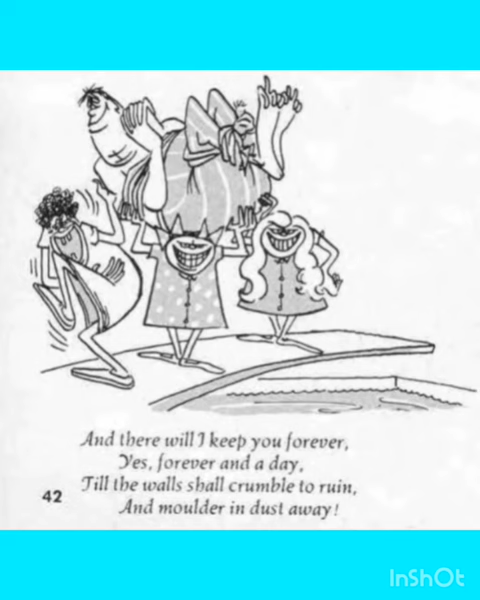 And there will I keep you forever,
Yes, forever and a day,
Till the walls shall crumble to ruin,
And moulder in dust away!
42
InShOt